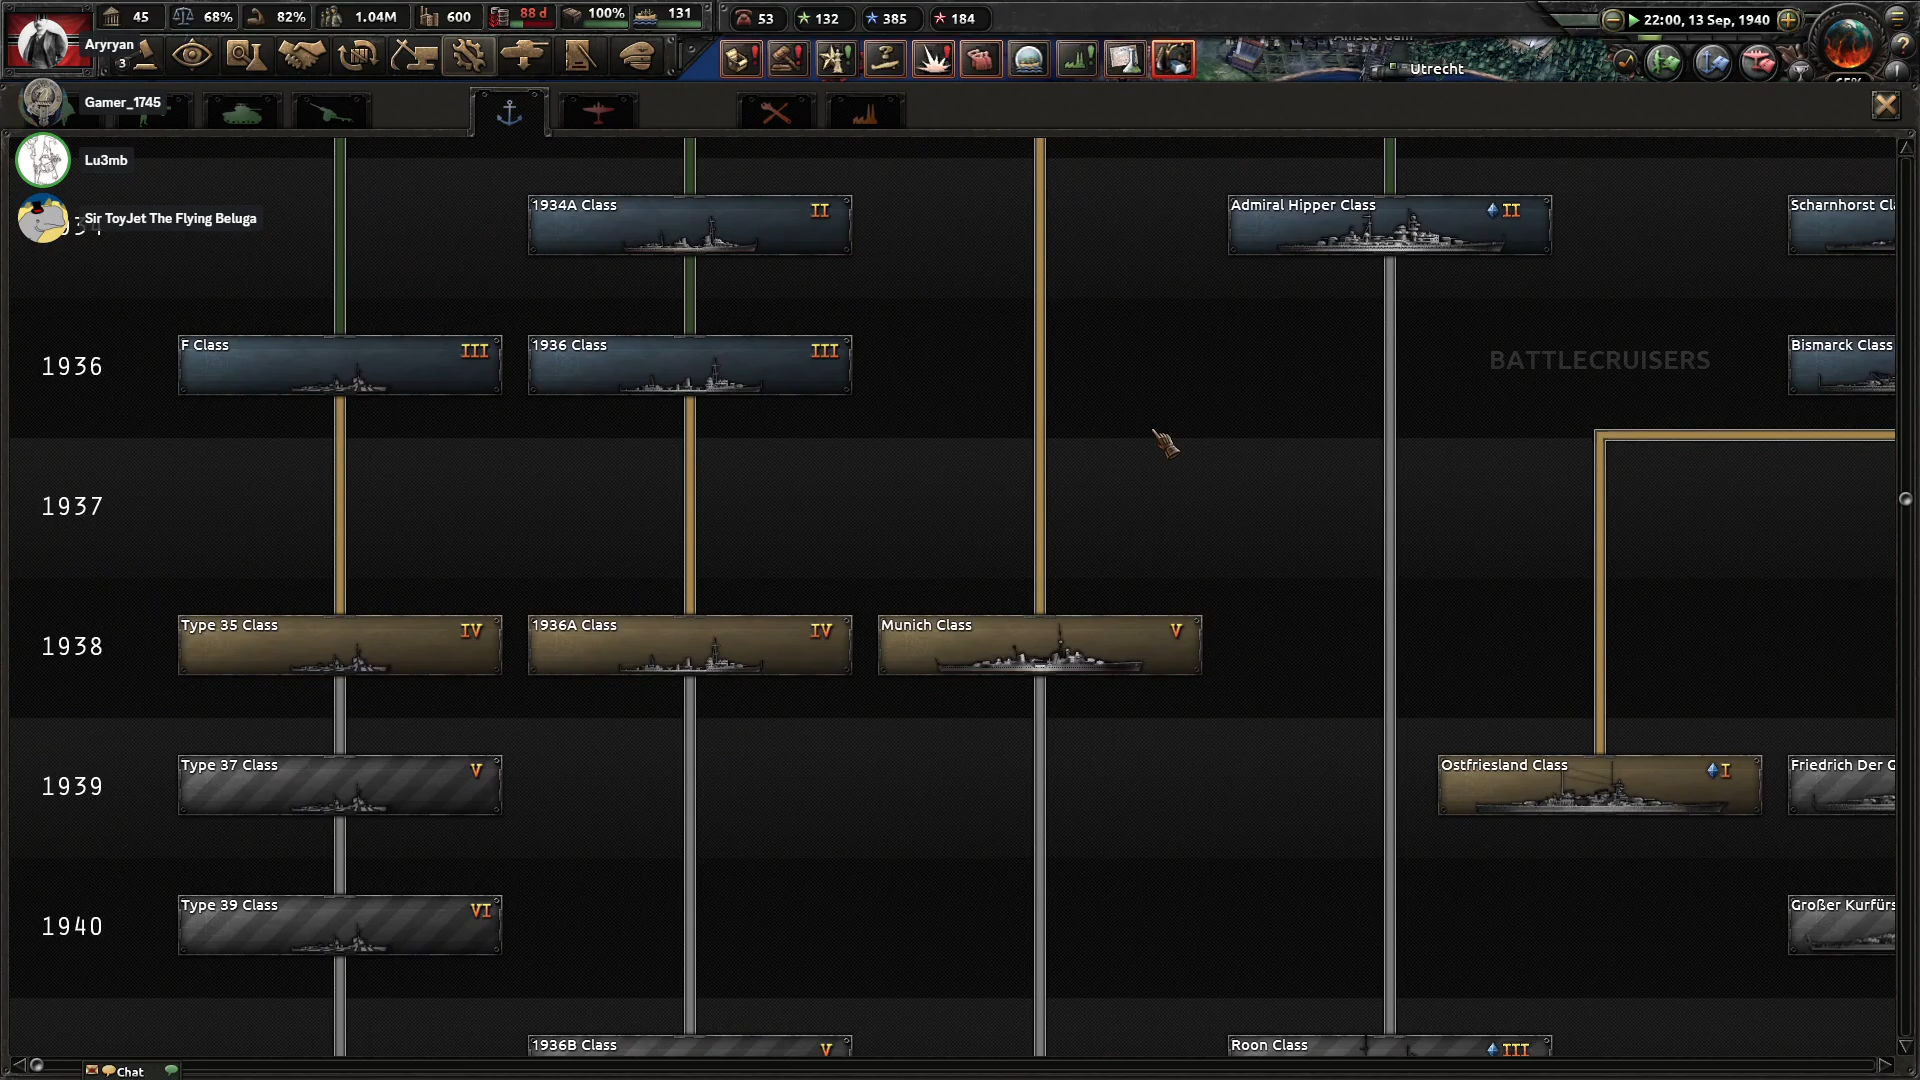 45
68%
82%
1.04M
600
88 d
100%
131
53
132
385
184
22:00, 13 Sep, 1940
Aryryan
3
Utrecht
Gamer_1745
Lu3mb
Sir ToyJet The Flying Beluga
1934A Class
II
Admiral Hipper Class
II
Scharnhorst Cl
1936
F Class
III
1936 Class
III
BATTLECRUISERS
Bismarck Class
1937
1938
Type 35 Class
IV
1936A Class
IV
Munich Class
V
1939
Type 37 Class
V
Ostfriesland Class
I
Friedrich Der G
1940
Type 39 Class
VI
Großer Kurfürs
1936B Class
V
Roon Class
III
Chat